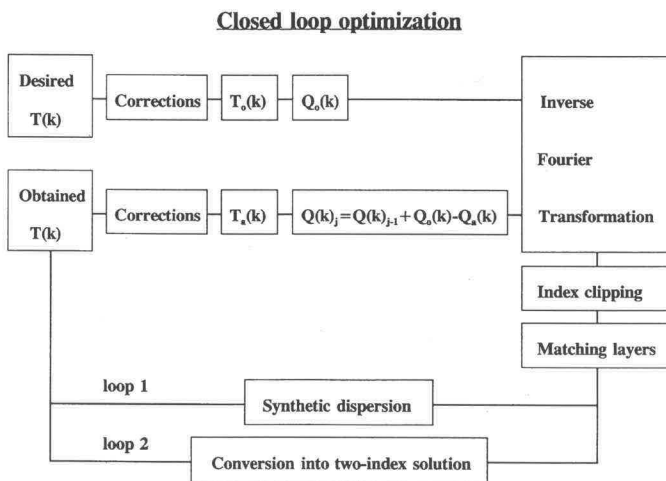 Closed loop optimization
Desired
T(k)
Corrections
Tₒ(k)
Qₒ(k)
Inverse
Fourier
Transformation
Obtained
T(k)
Corrections
Tₐ(k)
Q(k)ⱼ=Q(k)ⱼ₋₁+Qₒ(k)-Qₐ(k)
Index clipping
Matching layers
loop 1
Synthetic dispersion
loop 2
Conversion into two-index solution